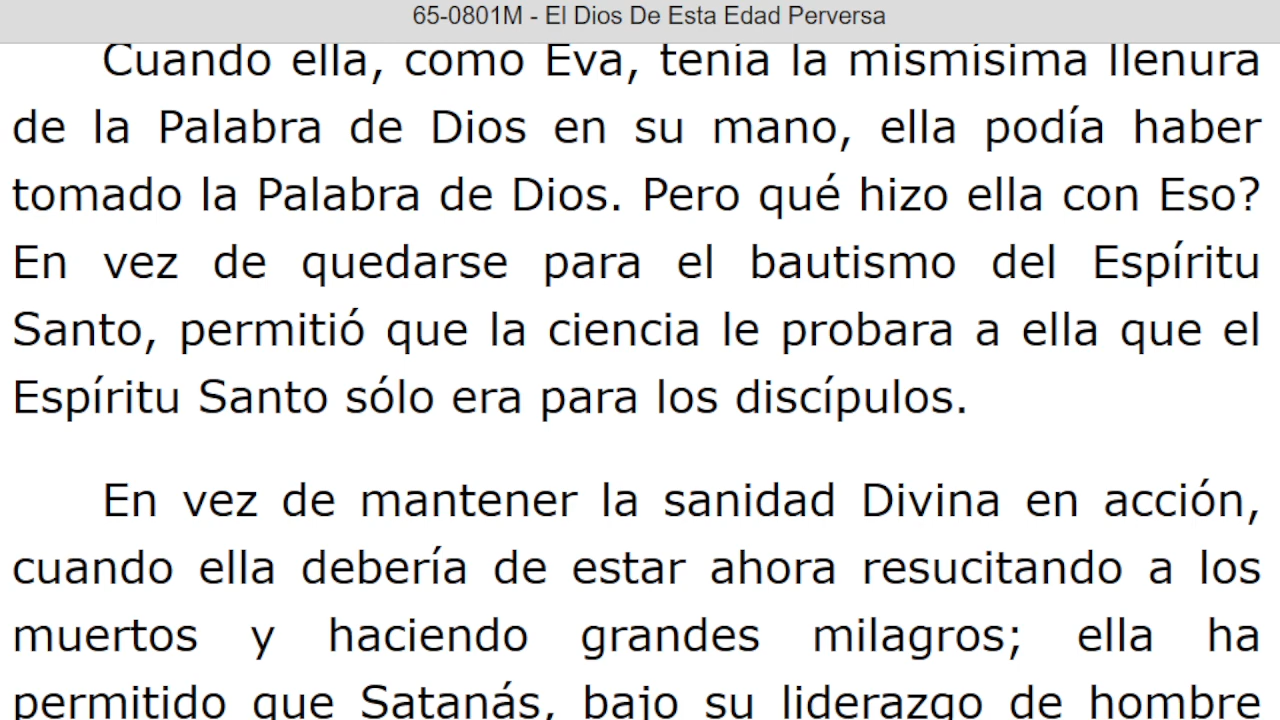 65-0801M - El Dios De Esta Edad Perversa
Cuando ella, como Eva, tenía la mismísima llenura
de la Palabra de Dios en su mano, ella podía haber
tomado la Palabra de Dios. Pero qué hizo ella con Eso?
En vez de quedarse para el bautismo del Espíritu
Santo, permitió que la ciencia le probara a ella que el
Espíritu Santo sólo era para los discípulos.
En vez de mantener la sanidad Divina en acción,
cuando ella debería de estar ahora resucitando a los
muertos y haciendo grandes milagros; ella ha
permitido que Satanás, bajo su liderazgo de hombre